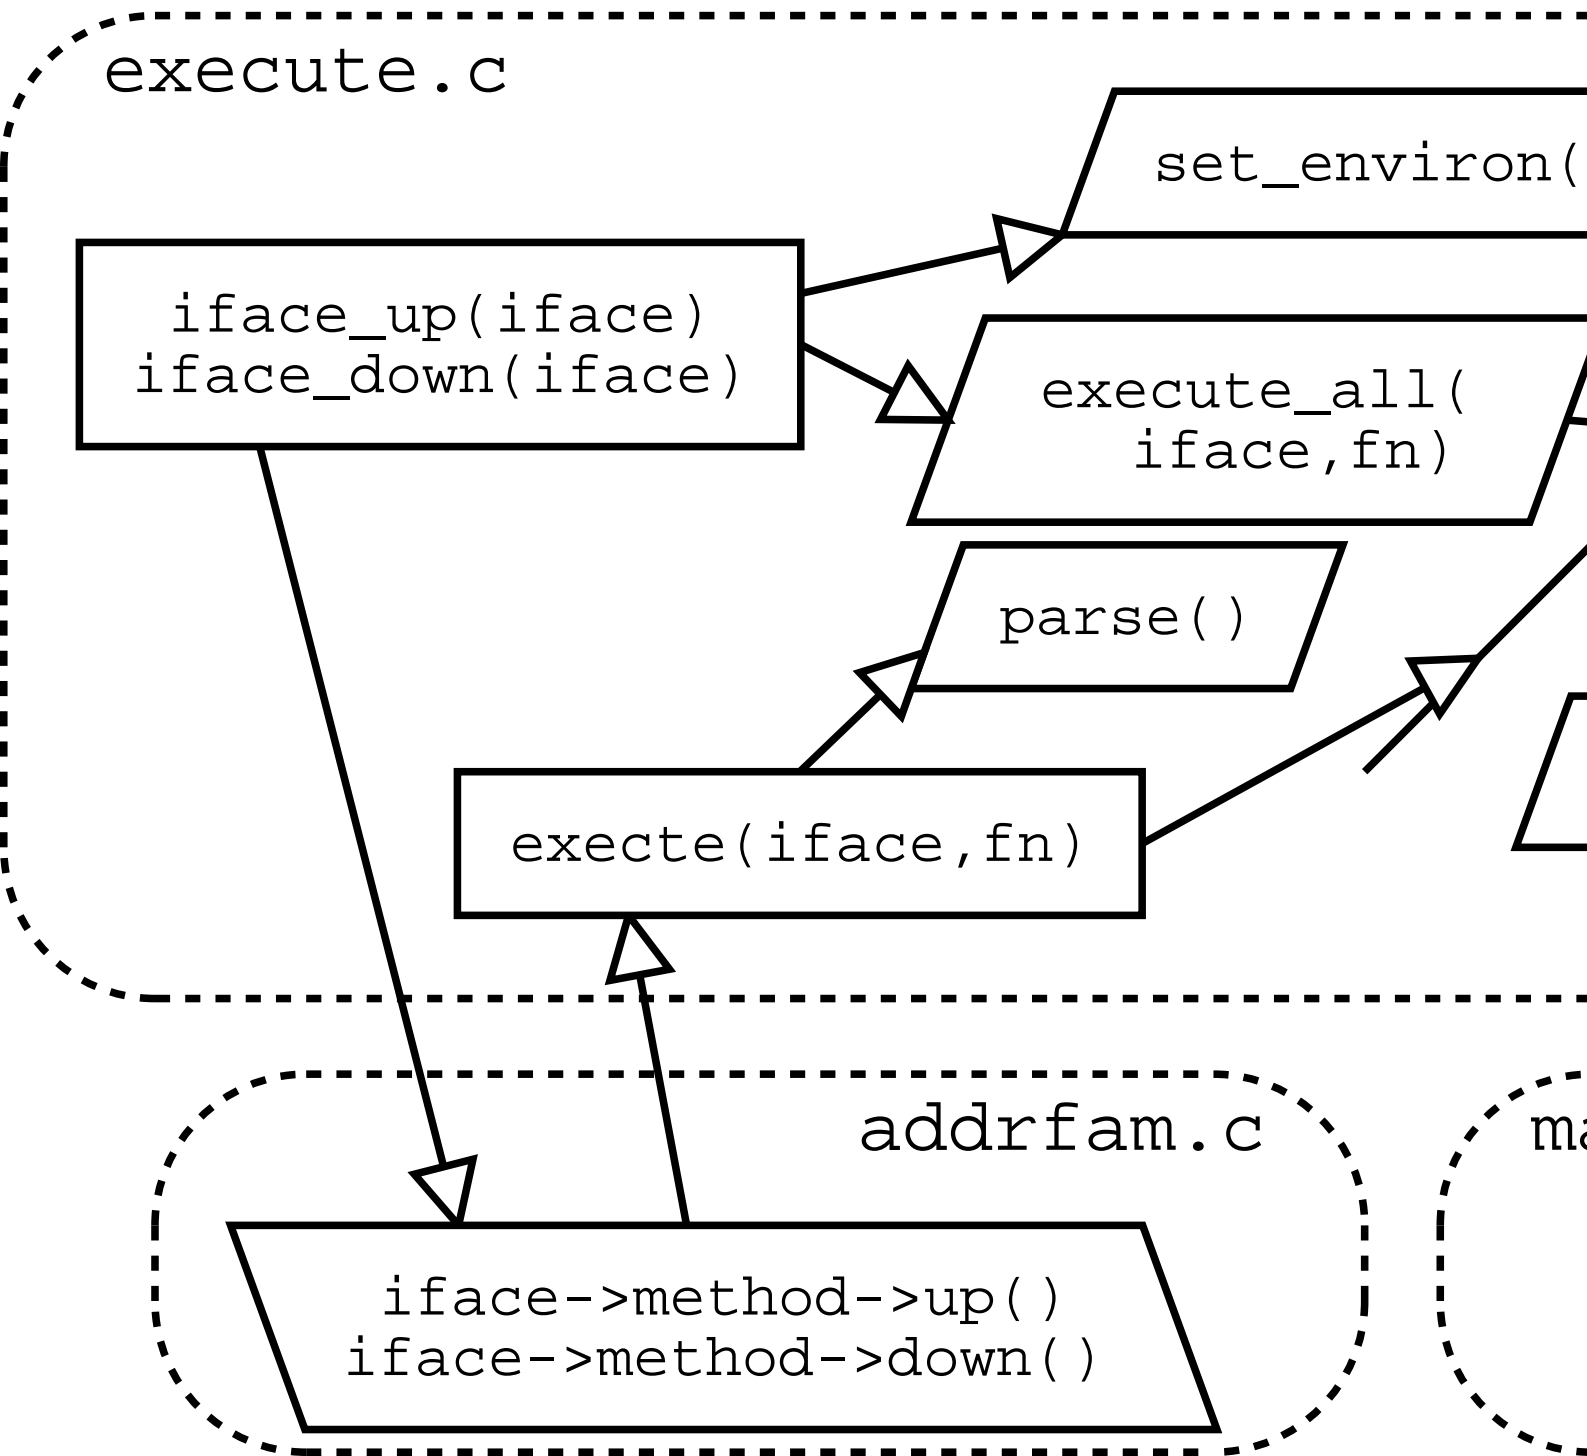 execute.c
set_environ(
iface_up(iface)
iface_down(iface)
execute_all(
iface,fn)
parse()
execte(iface,fn)
addrfam.c
ma
iface->method->up()
iface->method->down()